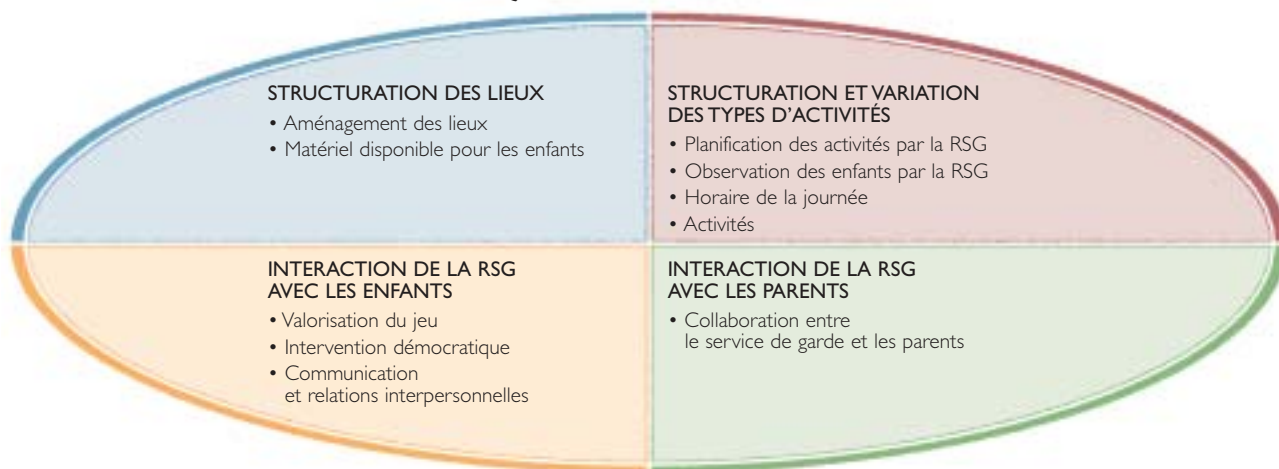 STRUCTURATION DES LIEUX
• Aménagement des lieux
• Matériel disponible pour les enfants
STRUCTURATION ET VARIATION
DES TYPES D'ACTIVITÉS
• Planification des activités par la RSG
• Observation des enfants par la RSG
• Horaire de la journée
• Activités
INTERACTION DE LA RSG
AVEC LES ENFANTS
• Valorisation du jeu
• Intervention démocratique
• Communication
et relations interpersonnelles
INTERACTION DE LA RSG
AVEC LES PARENTS
• Collaboration entre
le service de garde et les parents